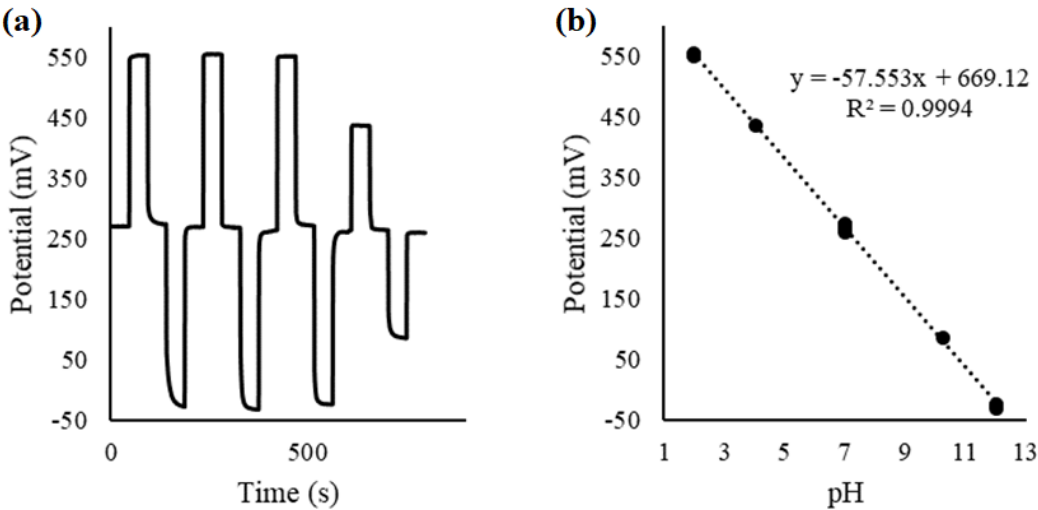 (a)
Potential (mV)
550
450
350
250
150
50
-50
0
500
Time (s)
(b)
Potential (mV)
550
450
350
250
150
50
-50
y = -57.553x + 669.12
R² = 0.9994
1
3
5
7
9
11
13
pH